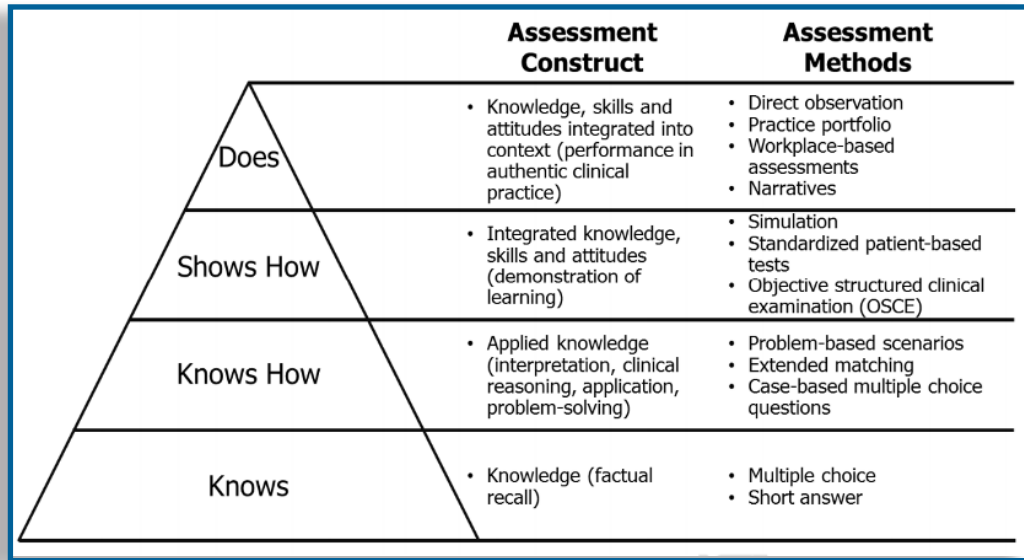 Assessment
Construct
Assessment
Methods
Does
• Knowledge, skills and
attitudes integrated into
context (performance in
authentic clinical
practice)
• Direct observation
• Practice portfolio
• Workplace-based
assessments
• Narratives
Shows How
• Integrated knowledge,
skills and attitudes
(demonstration of
learning)
• Simulation
• Standardized patient-based
tests
• Objective structured clinical
examination (OSCE)
Knows How
• Applied knowledge
(interpretation, clinical
reasoning, application,
problem-solving)
• Problem-based scenarios
• Extended matching
• Case-based multiple choice
questions
Knows
• Knowledge (factual
recall)
• Multiple choice
• Short answer